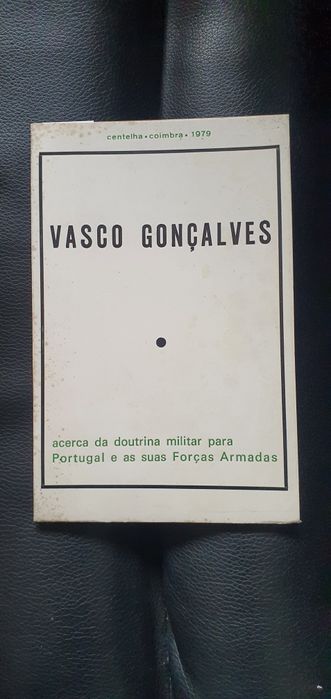 centelha • coimbra • 1979
VASCO GONÇALVES
acerca da doutrina militar para
Portugal e as suas Forças Armadas